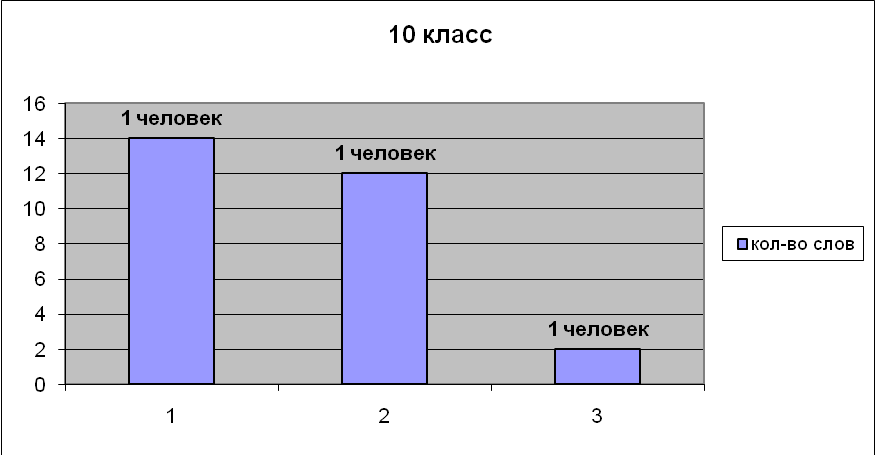 10 класс
16
14
12
10
8
6
4
2
0
1 человек
1 человек
1 человек
1
2
3
кол-во слов